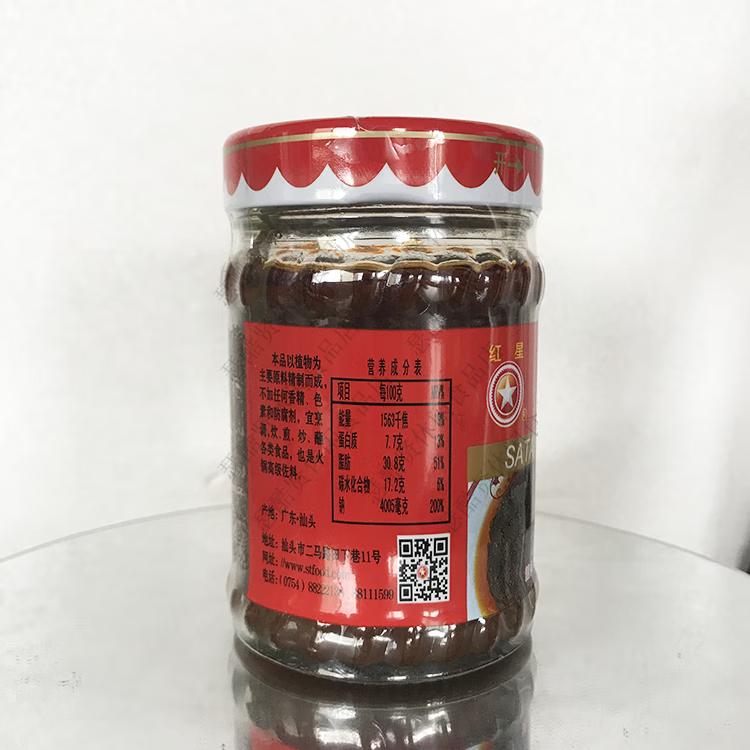 开→
本品以植物为
主要原料精制而成,
不加任何香精、色
素和防腐剂,宜烹
调,炊、煎、炒、蘸
各类食品,也是火
锅高级佐料。
产地:广东·汕头
营养成分表
项目 每100克
能量 1563千焦
蛋白质 7.7克
脂肪 30.8克 51%
碳水化合物 17.2克 6%
钠 4005毫克 200%
地址:汕头市二马路 下巷11号
网址://www.stfood.com
电话:(0754) 8111599
红星
SATA